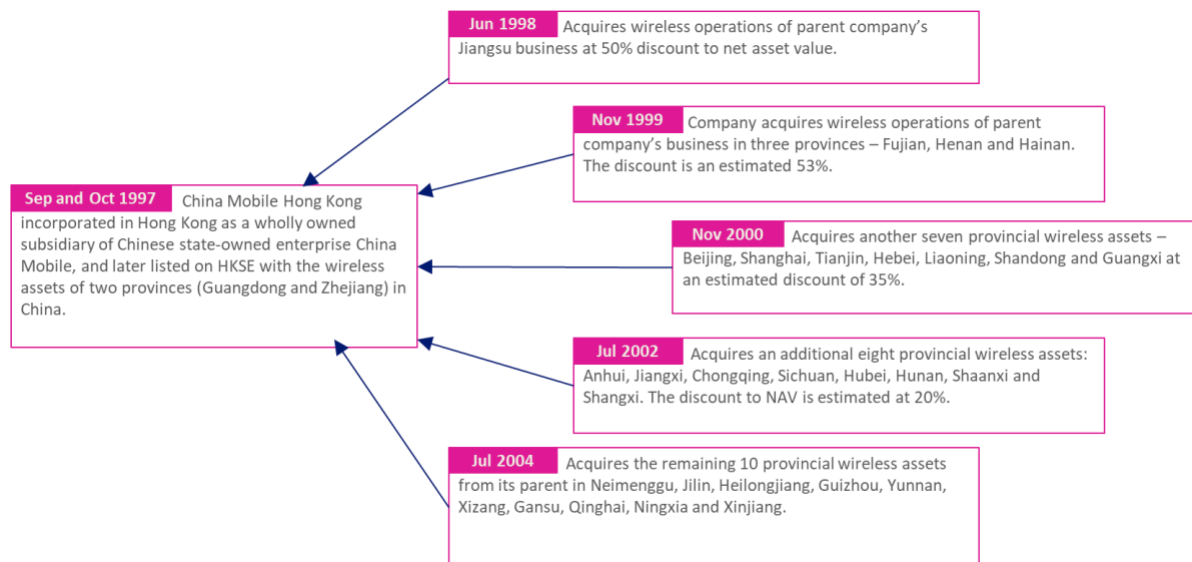 Jun 1998 Acquires wireless operations of parent company's
Jiangsu business at 50% discount to net asset value.
Nov 1999 Company acquires wireless operations of parent
company's business in three provinces – Fujian, Henan and Hainan.
The discount is an estimated 53%.
Sep and Oct 1997 China Mobile Hong Kong
incorporated in Hong Kong as a wholly owned
subsidiary of Chinese state-owned enterprise China
Mobile, and later listed on HKSE with the wireless
assets of two provinces (Guangdong and Zhejiang) in
China.
Nov 2000 Acquires another seven provincial wireless assets –
Beijing, Shanghai, Tianjin, Hebei, Liaoning, Shandong and Guangxi at
an estimated discount of 35%.
Jul 2002 Acquires an additional eight provincial wireless assets:
Anhui, Jiangxi, Chongqing, Sichuan, Hubei, Hunan, Shaanxi and
Shangxi. The discount to NAV is estimated at 20%.
Jul 2004 Acquires the remaining 10 provincial wireless assets
from its parent in Neimenggu, Jilin, Heilongjiang, Guizhou, Yunnan,
Xizang, Gansu, Qinghai, Ningxia and Xinjiang.